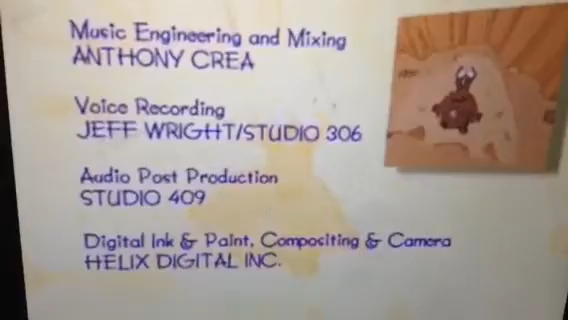 Music Engineering and Mixing
ANTHONY CREA
Voice Recording
JEFF WRIGHT/STUDIO 306
Audio Post Production
STUDIO 409
Digital Ink & Paint, Compositing & Camera
HELIX DIGITAL INC.